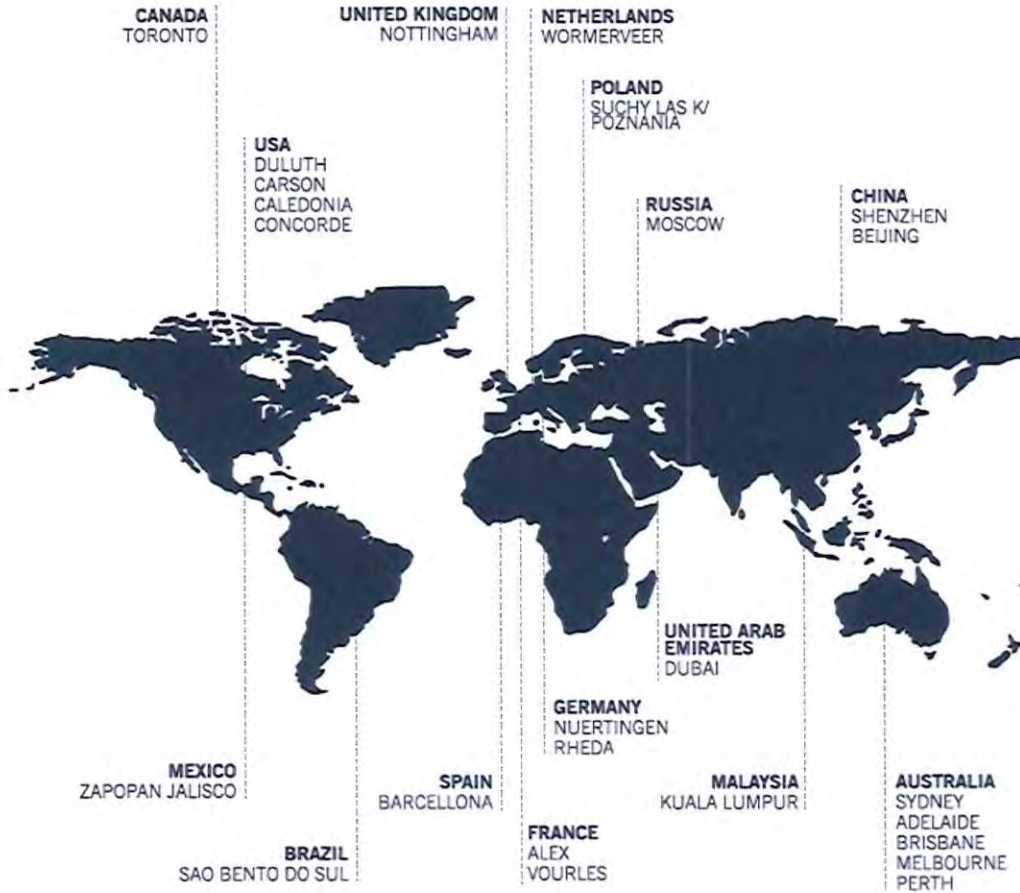 CANADA
TORONTO
UNITED KINGDOM
NOTTINGHAM
NETHERLANDS
WORMERVEER
POLAND
SUCHY LAS K/
POZNANIA
USA
DULUTH
CARSON
CALEDONIA
CONCORDE
RUSSIA
MOSCOW
CHINA
SHENZHEN
BEIJING
UNITED ARAB
EMIRATES
DUBAI
GERMANY
NUERTINGEN
RHEDA
MEXICO
ZAPOPAN JALISCO
SPAIN
BARCELLONA
MALAYSIA
KUALA LUMPUR
AUSTRALIA
SYDNEY
ADELAIDE
BRISBANE
MELBOURNE
PERTH
FRANCE
ALEX
VOURLES
BRAZIL
SAO BENTO DO SUL